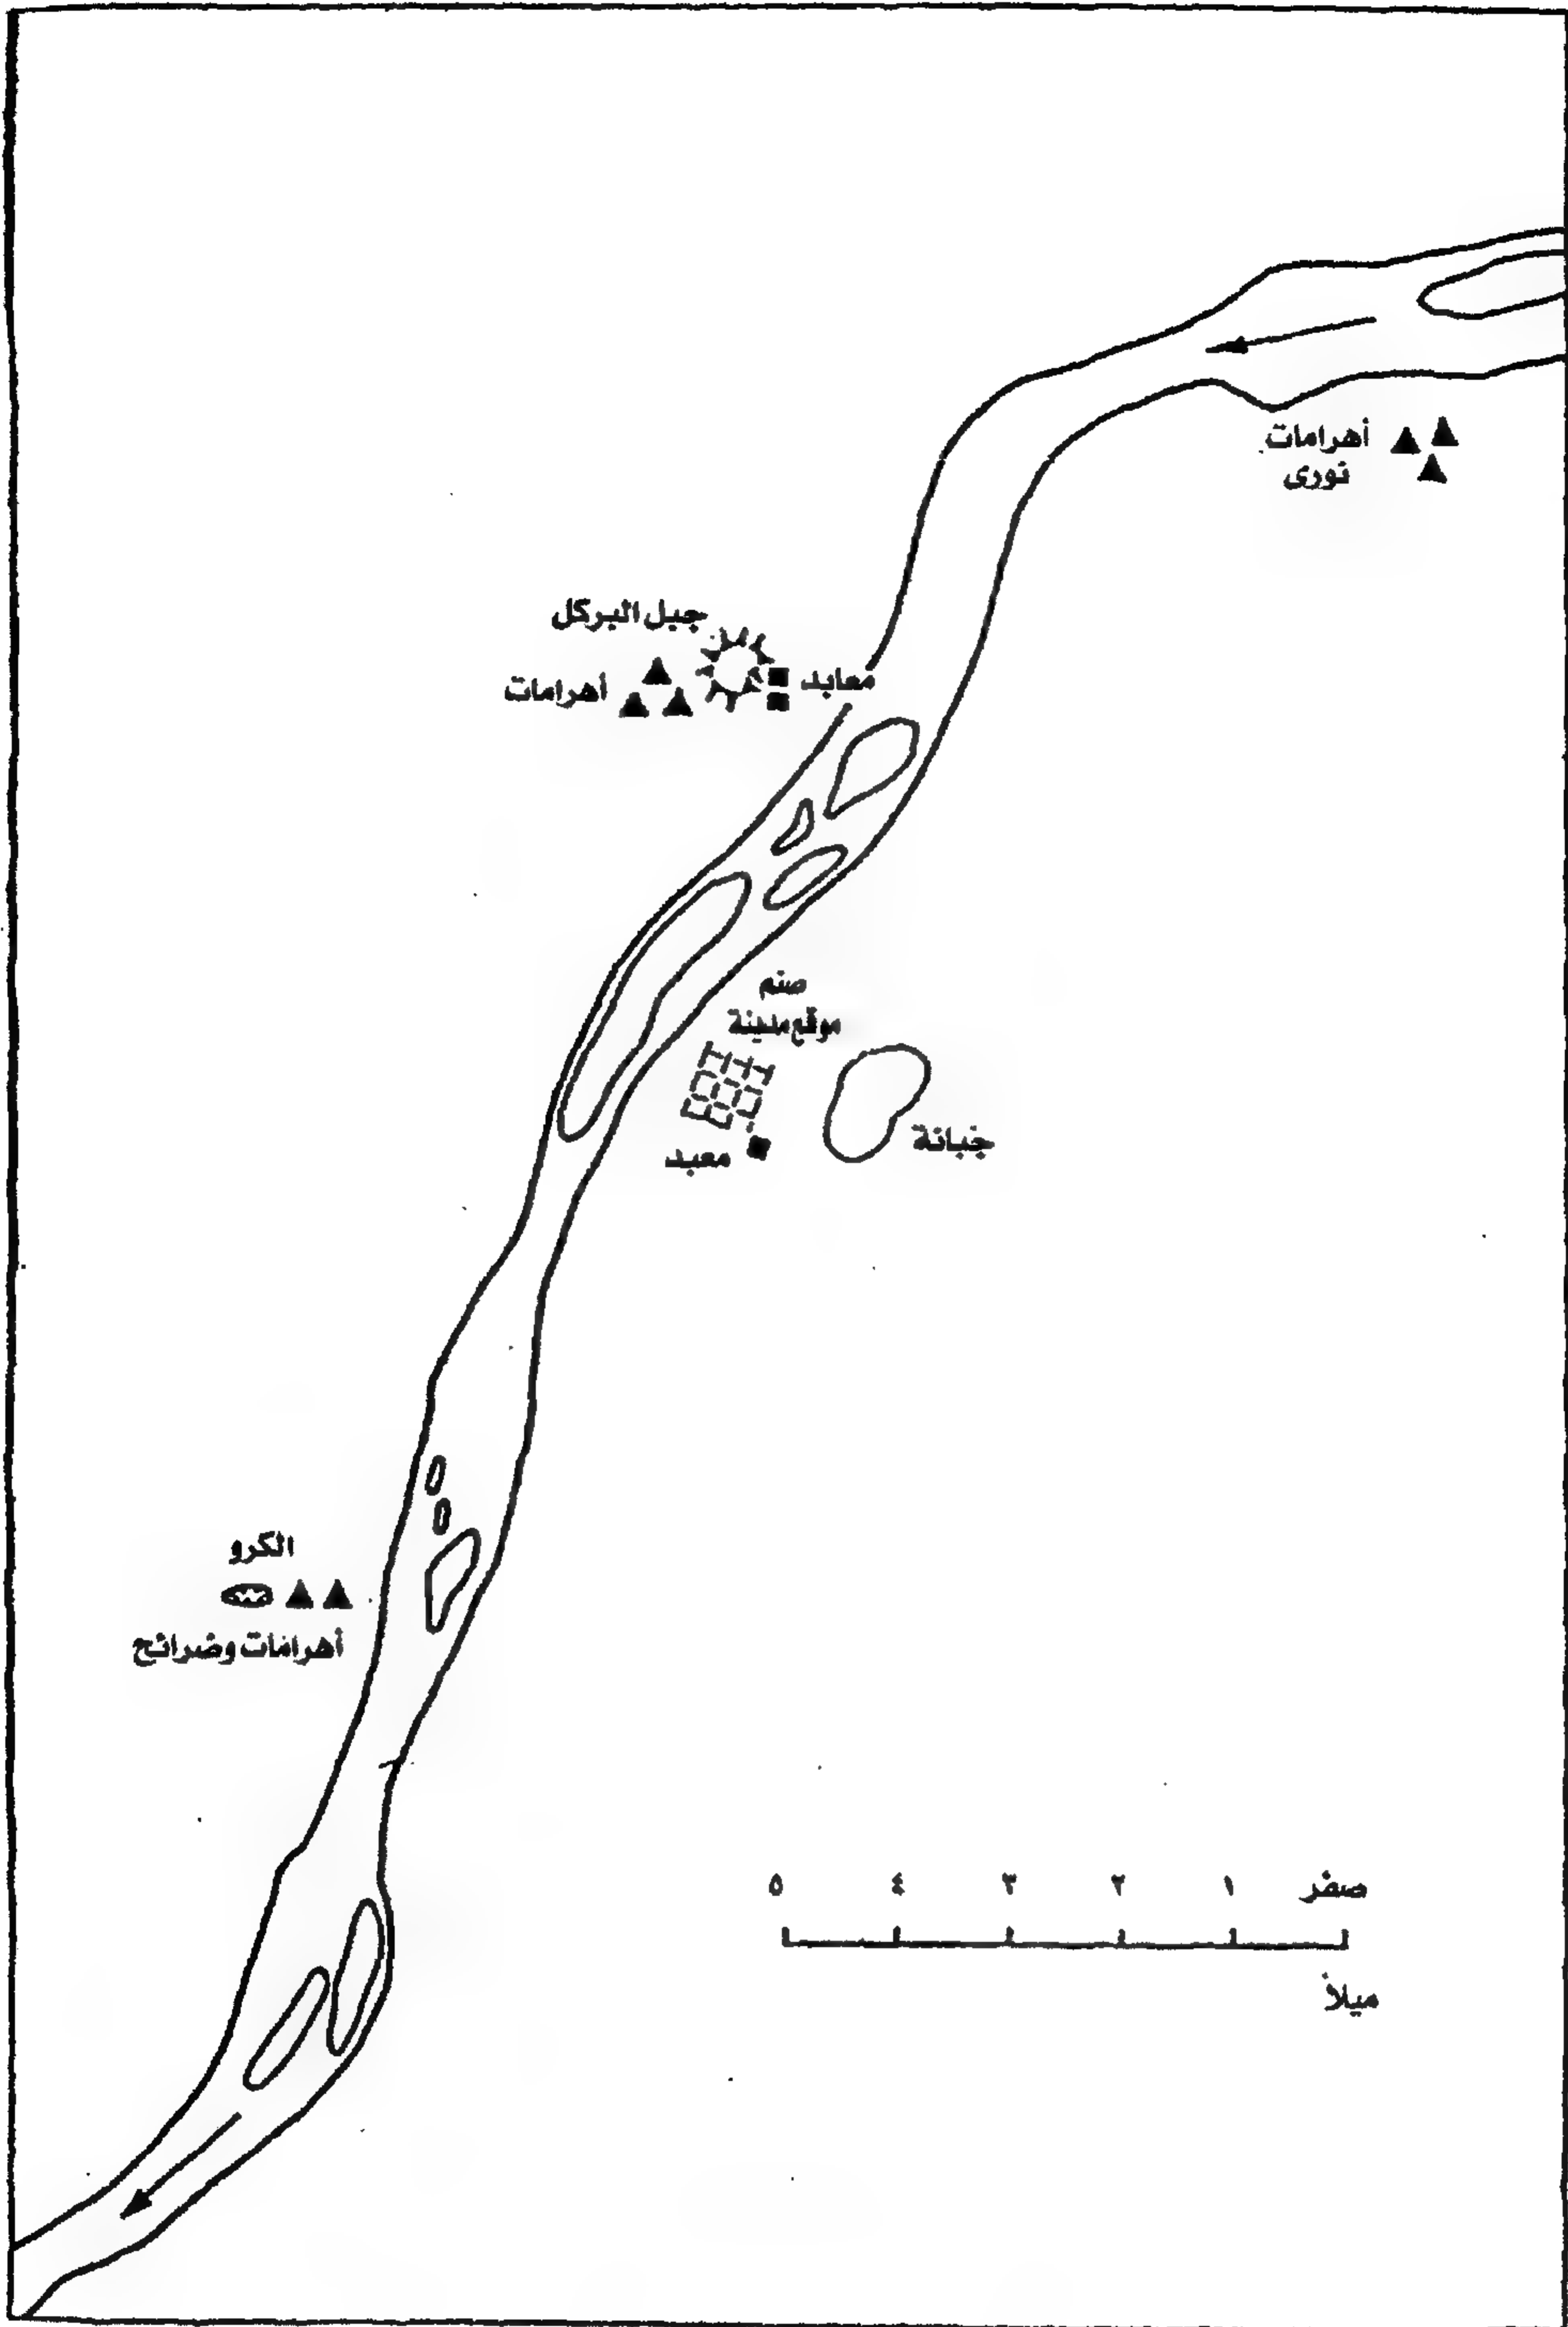 أهرامات
نورى
جبل البركل
أهرامات
معابد
صنم
موقع مدينة
جبانة
معبد
الكرو
أهرامات وضرائح
صفر ١ ٢ ٣ ٤ ٥
ميلاً